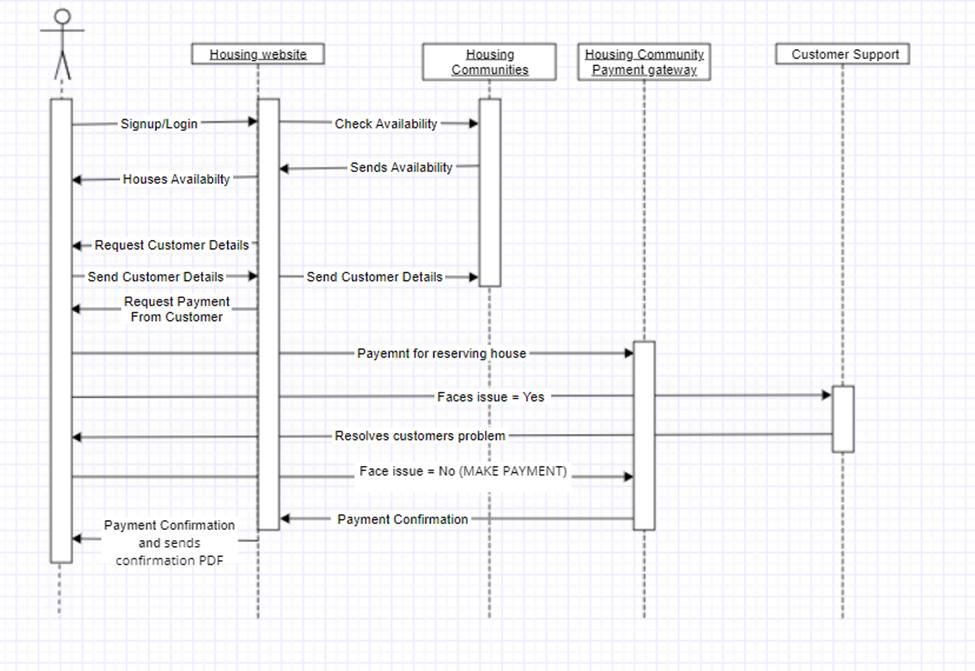 Housing website
Housing
Communities
Housing Community
Payment gateway
Customer Support
Signup/Login
Check Availability
Sends Availability
Houses Availabilty
Request Customer Details
Send Customer Details
Send Customer Details
Request Payment
From Customer
Payemnt for reserving house
Faces issue = Yes
Resolves customers problem
Face issue = No (MAKE PAYMENT)
Payment Confirmation
Payment Confirmation
and sends
confirmation PDF